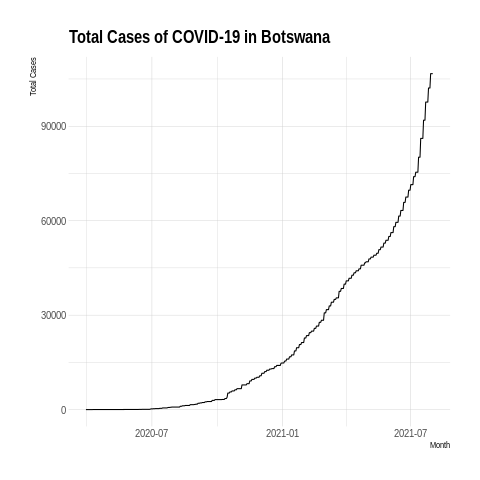 Total Cases of COVID-19 in Botswana
Total Cases
90000
60000
30000
0
2020-07 2021-01 2021-07
Month